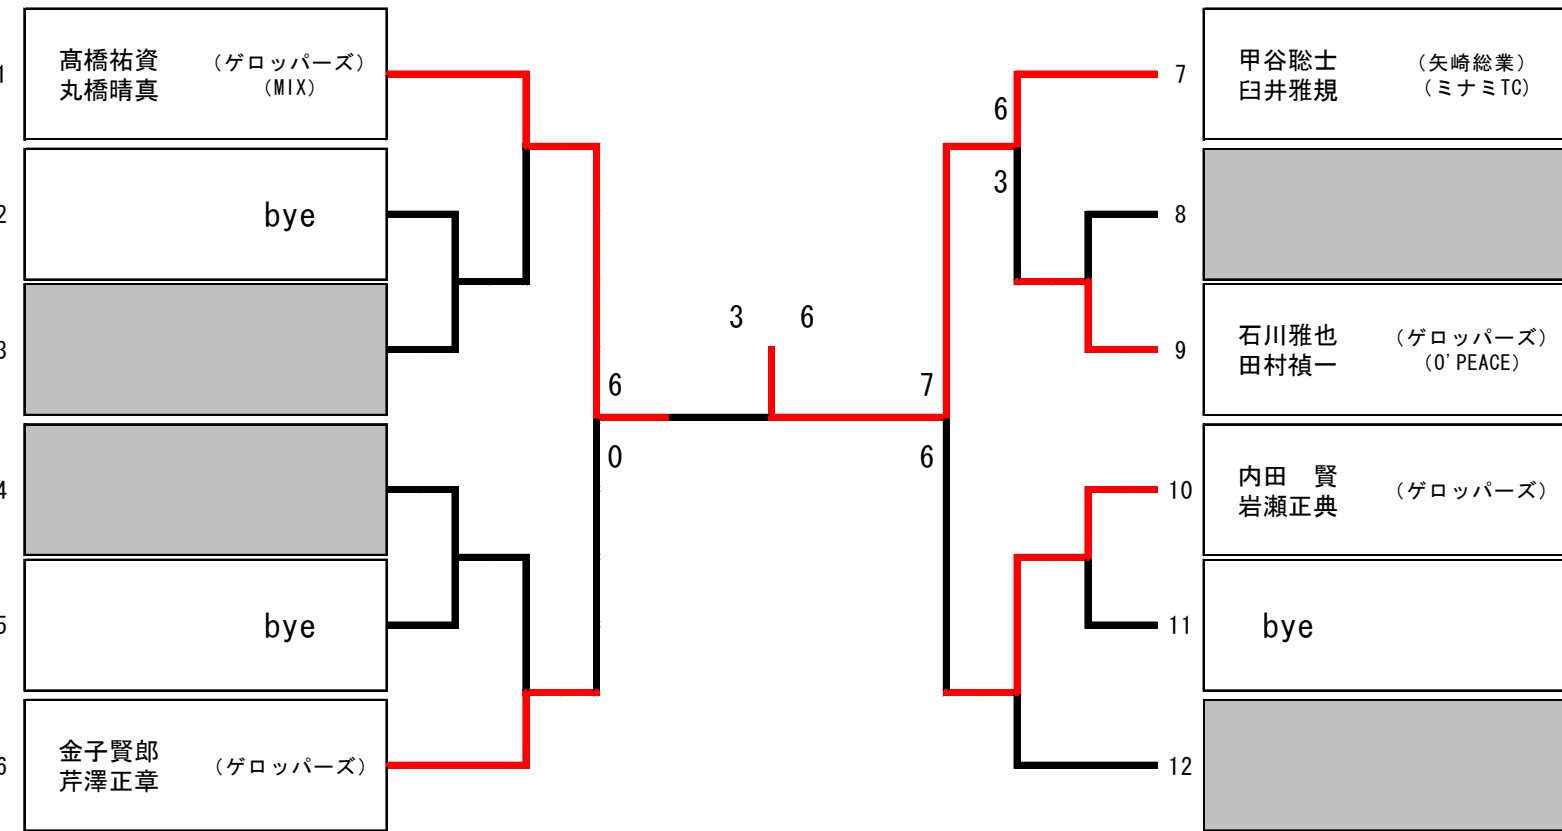 1
髙橋祐資 (ゲロッパーズ)
丸橋晴真 (MIX)
2
bye
3
4
5
bye
6
金子賢郎
芹澤正章 (ゲロッパーズ)
6
0
3 6
7
6
6
3
7
甲谷聡士 (矢崎総業)
臼井雅規 (ミナミTC)
8
9
石川雅也 (ゲロッパーズ)
田村禎一 (O'PEACE)
10
内田　賢
岩瀬正典 (ゲロッパーズ)
11
bye
12